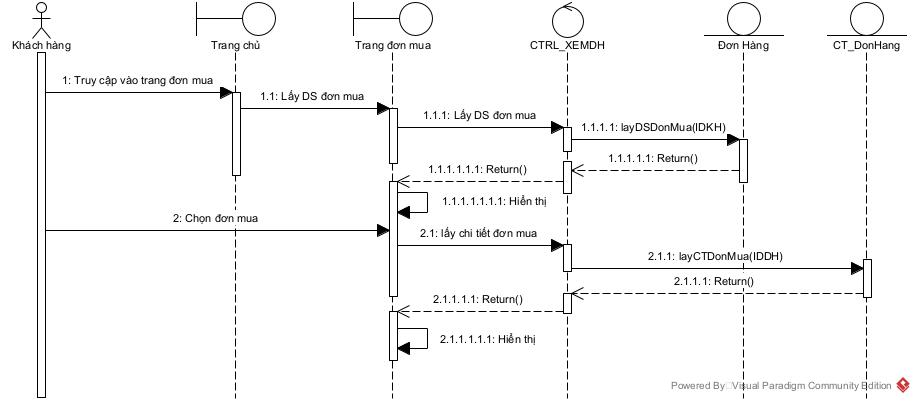 Khách hàng
Trang chủ
Trang đơn mua
CTRL_XEMDH
Đơn Hàng
CT_DonHang
1: Truy cập vào trang đơn mua
1.1: Lấy DS đơn mua
1.1.1: Lấy DS đơn mua
1.1.1.1: layDSDonMua(IDKH)
1.1.1.1.1: Return()
1.1.1.1.1.1: Return()
1.1.1.1.1.1.1: Hiển thị
2: Chọn đơn mua
2.1: lấy chi tiết đơn mua
2.1.1: layCTDonMua(IDDH)
2.1.1.1: Return()
2.1.1.1.1: Return()
2.1.1.1.1.1: Hiển thị
Powered By Visual Paradigm Community Edition